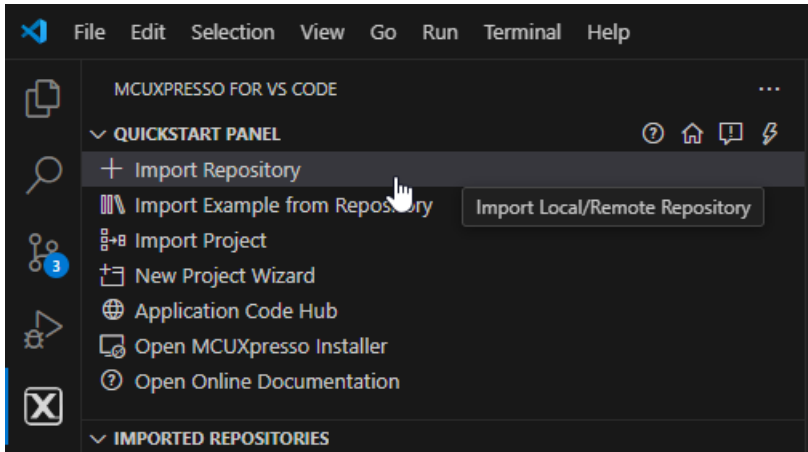 File Edit Selection View Go Run Terminal Help
MCUXPRESSO FOR VS CODE
QUICKSTART PANEL
Import Repository
Import Example from Repository
Import Local/Remote Repository
Import Project
3
New Project Wizard
Application Code Hub
Open MCUXpresso Installer
Open Online Documentation
X
IMPORTED REPOSITORIES